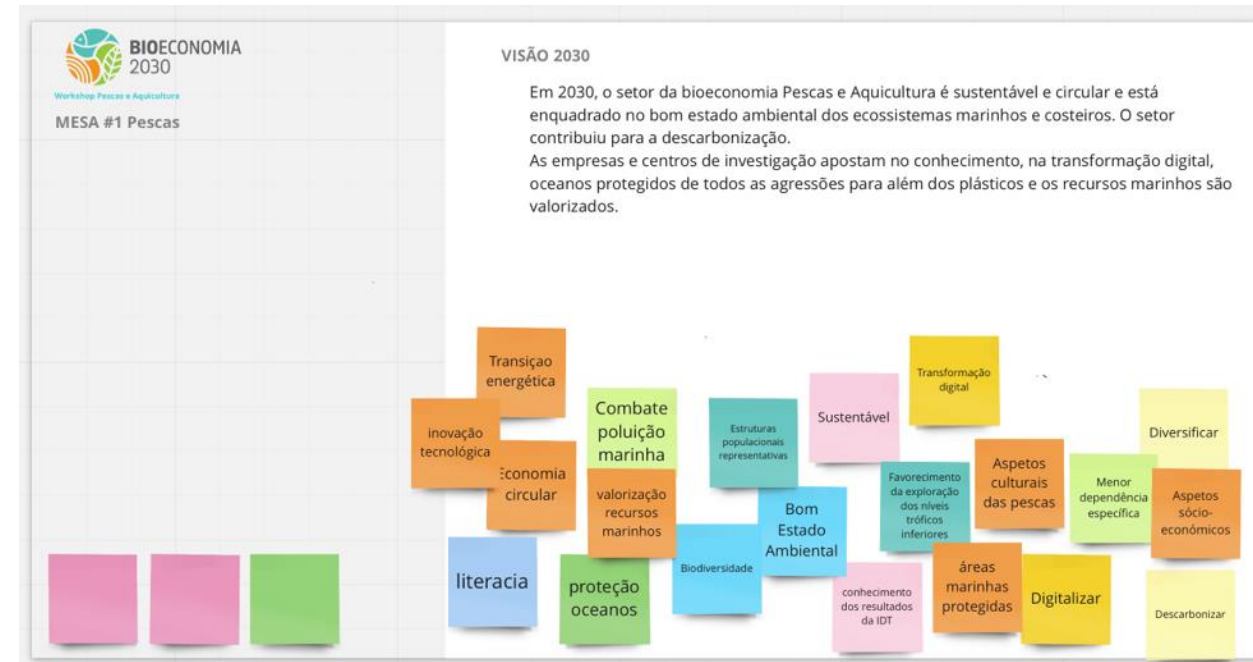 BIOECONOMIA
2030
Workshop Pescas e Aquicultura
MESA #1 Pescas
VISÃO 2030
Em 2030, o setor da bioeconomia Pescas e Aquicultura é sustentável e circular e está
enquadrado no bom estado ambiental dos ecossistemas marinhos e costeiros. O setor
contribuiu para a descarbonização.
As empresas e centros de investigação apostam no conhecimento, na transformação digital,
oceanos protegidos de todos as agressões para além dos plásticos e os recursos marinhos são
valorizados.
Transiçao
energética
inovação
tecnológica
Economia
circular
Combate
poluição
marinha
valorização
recursos
marinhos
Estruturas
populacionais
representativas
Sustentável
Transformação
digital
Diversificar
Favorecimento
da exploração
dos níveis
tróficos
inferiores
Aspetos
culturais
das pescas
Menor
dependência
específica
Aspetos
sócio-
económicos
Bom
Estado
Ambiental
literacia
proteção
oceanos
Biodiversidade
conhecimento
dos resultados
da IDT
áreas
marinhas
protegidas
Digitalizar
Descarbonizar